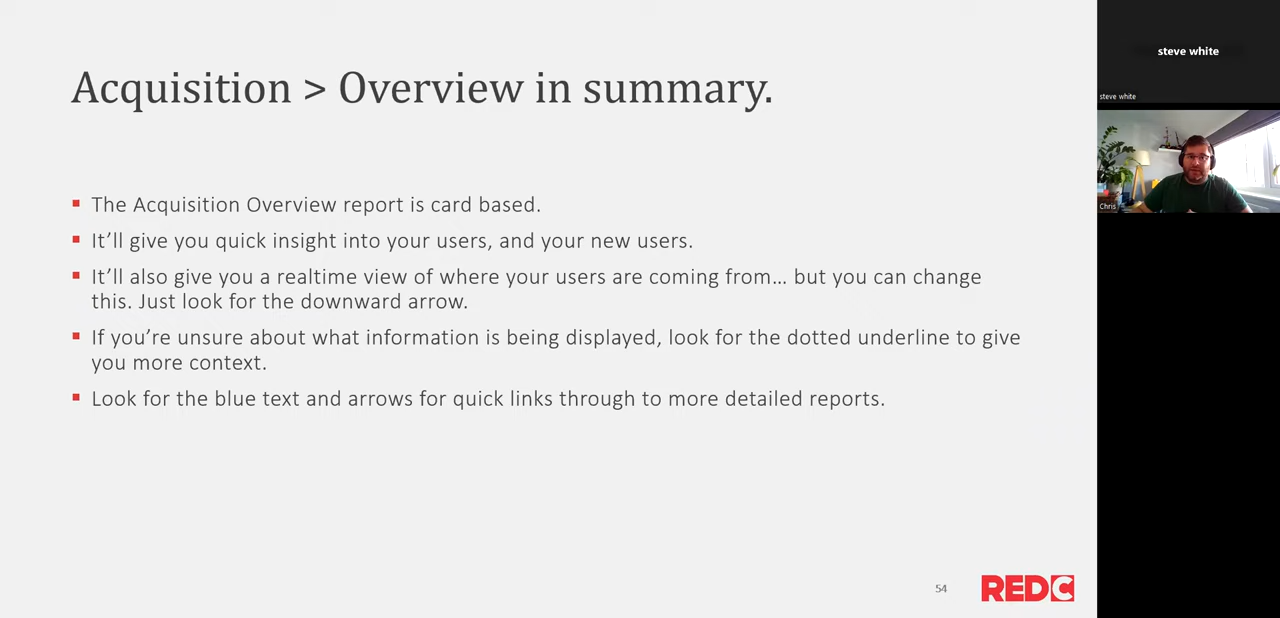 Acquisition > Overview in summary.
▪ The Acquisition Overview report is card based.
▪ It’ll give you quick insight into your users, and your new users.
▪ It’ll also give you a realtime view of where your users are coming from… but you can change
this. Just look for the downward arrow.
▪ If you’re unsure about what information is being displayed, look for the dotted underline to give
you more context.
▪ Look for the blue text and arrows for quick links through to more detailed reports.
54
REDC
steve white
steve white
Chris